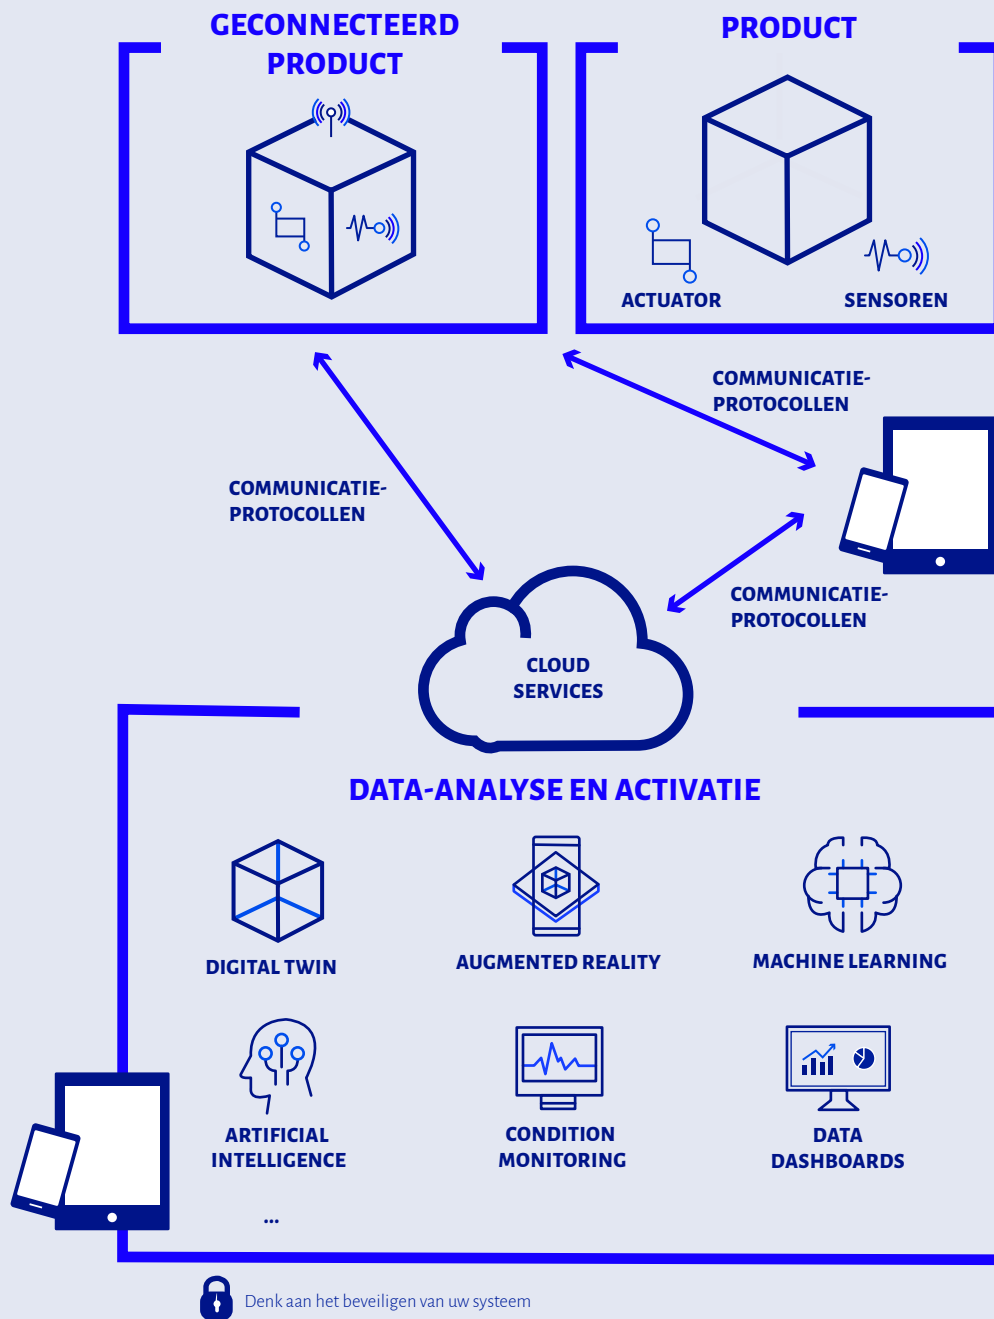 GECONNECTEERD
PRODUCT
PRODUCT
ACTUATOR
SENSOREN
COMMUNICATIE-
PROTOCOLLEN
COMMUNICATIE-
PROTOCOLLEN
COMMUNICATIE-
PROTOCOLLEN
CLOUD
SERVICES
DATA-ANALYSE EN ACTIVATIE
DIGITAL TWIN
AUGMENTED REALITY
MACHINE LEARNING
ARTIFICIAL
INTELLIGENCE
CONDITION
MONITORING
DATA
DASHBOARDS
...
Denk aan het beveiligen van uw systeem